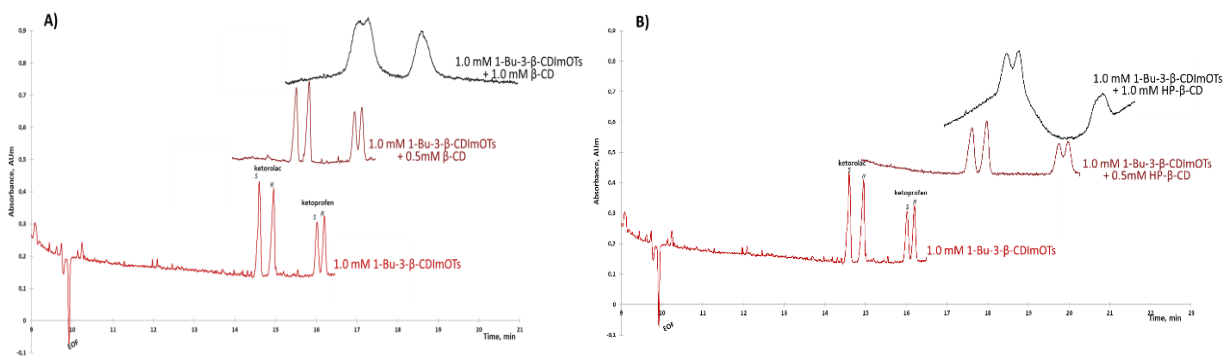 A)
0,9
0,8
0,7
0,6
0,5
0,4
0,3
0,2
0,1
0
0,1
Absorbance, AU/m
1.0 mM 1-Bu-3-β-CDImOTs
+ 1.0 mM β-CD
1.0 mM 1-Bu-3-β-CDImOTs
+ 0.5mM β-CD
ketorolac
S
R
ketoprofen
S
R
1.0 mM 1-Bu-3-β-CDImOTs
EOF
9
10
11
12
13
14
15
16
17
18
19
20
21
Time, min
B)
0,9
0,8
0,7
0,6
0,5
0,4
0,3
0,2
0,1
0
0,1
Absorbance, AU/m
1.0 mM 1-Bu-3-β-CDImOTs
+ 1.0 mM HP-β-CD
1.0 mM 1-Bu-3-β-CDImOTs
+ 0.5mM HP-β-CD
ketorolac
S
R
ketoprofen
S
R
1.0 mM 1-Bu-3-β-CDImOTs
EOF
9
10
11
12
13
14
15
16
17
18
19
20
21
22
23
Time, min